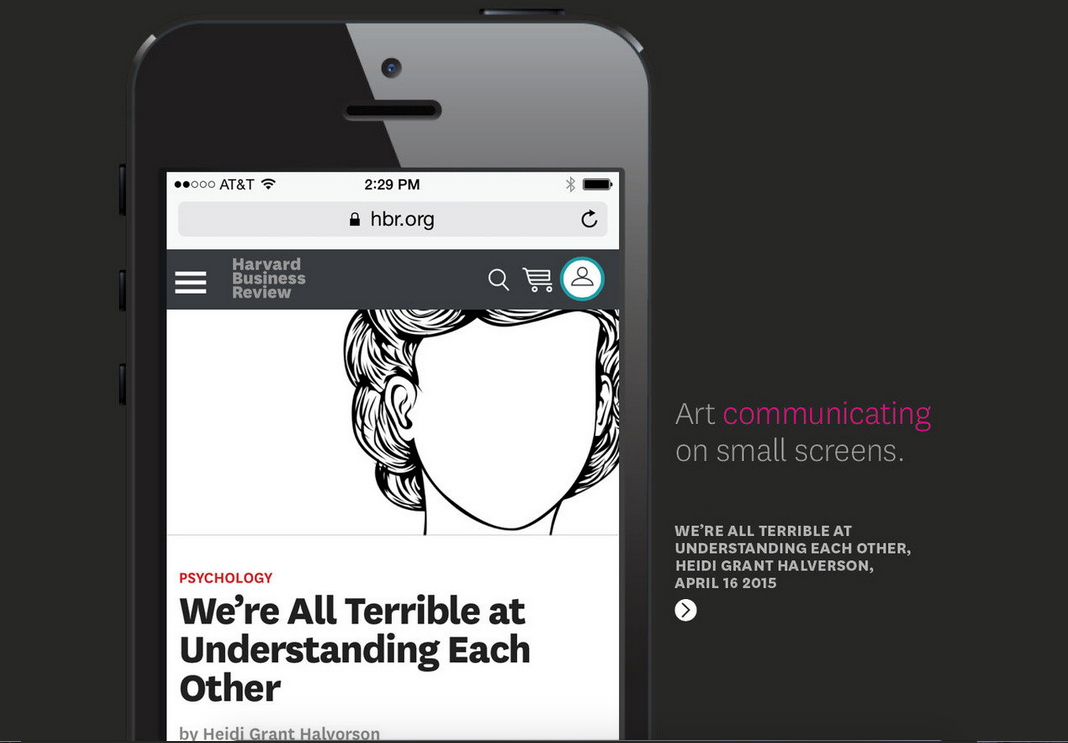 AT&T
2:29 PM
hbr.org
Harvard
Business
Review
PSYCHOLOGY
We’re All Terrible at
Understanding Each
Other
by Heidi Grant Halvorson
Art communicating
on small screens.
WE’RE ALL TERRIBLE AT
UNDERSTANDING EACH OTHER,
HEIDI GRANT HALVERSON,
APRIL 16 2015